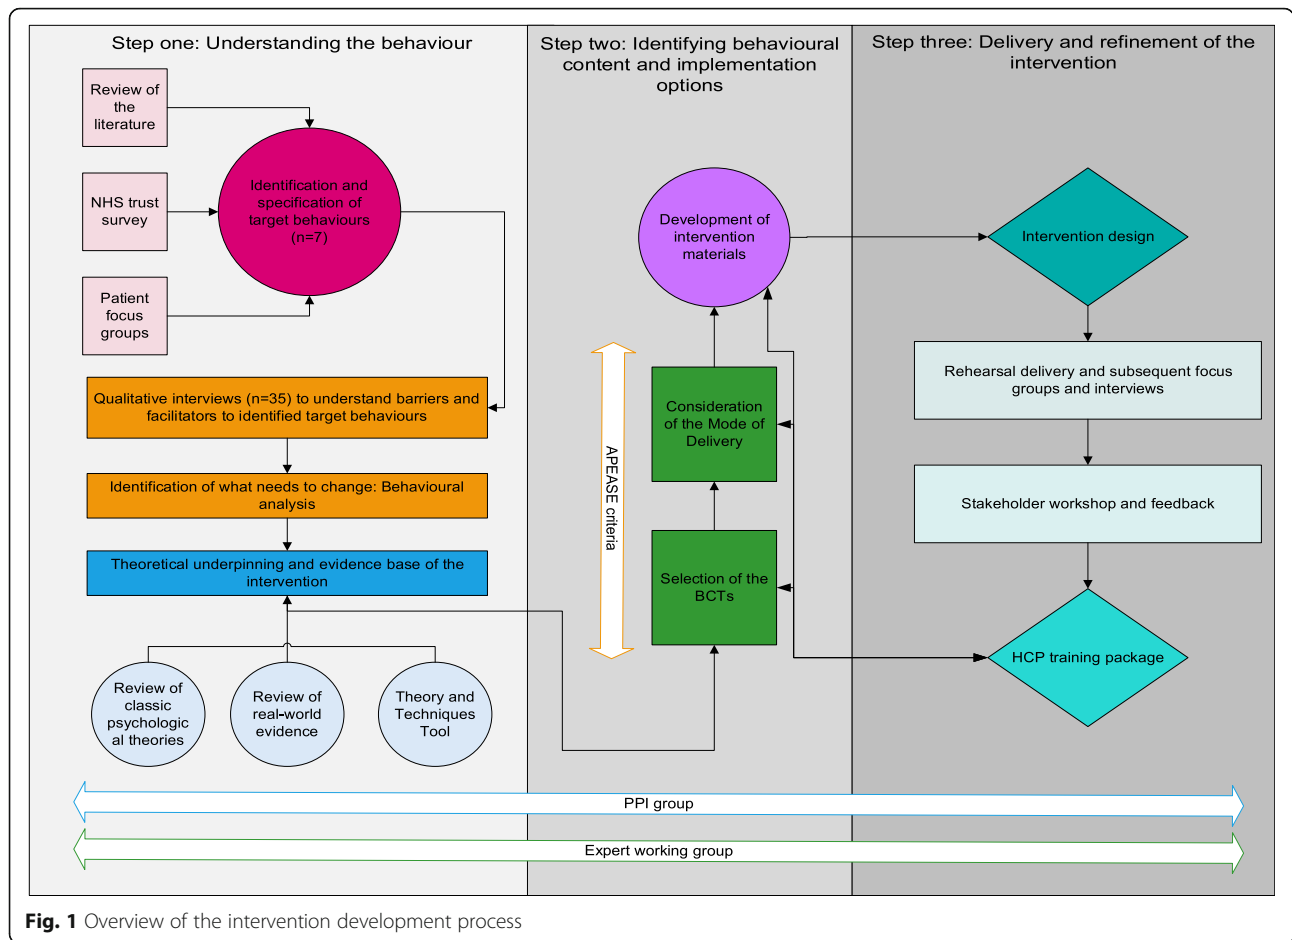 Step one: Understanding the behaviour
Review of
the
literature
NHS trust
survey
Patient
focus
groups
Identification and
specification of
target behaviours
(n=7)
Qualitative interviews (n=35) to understand barriers and
facilitators to identified target behaviours
Identification of what needs to change: Behavioural
analysis
Theoretical underpinning and evidence base of the
intervention
Review of
classic
psychologic
al theories
Review of
real-world
evidence
Theory and
Techniques
Tool
Step two: Identifying behavioural
content and implementation
options
Development of
intervention
materials
Consideration
of the Mode of
Delivery
APEASE criteria
Selection of the
BCTs
Step three: Delivery and refinement of the
intervention
Intervention design
Rehearsal delivery and subsequent focus
groups and interviews
Stakeholder workshop and feedback
HCP training package
PPI group
Expert working group
Fig. 1 Overview of the intervention development process